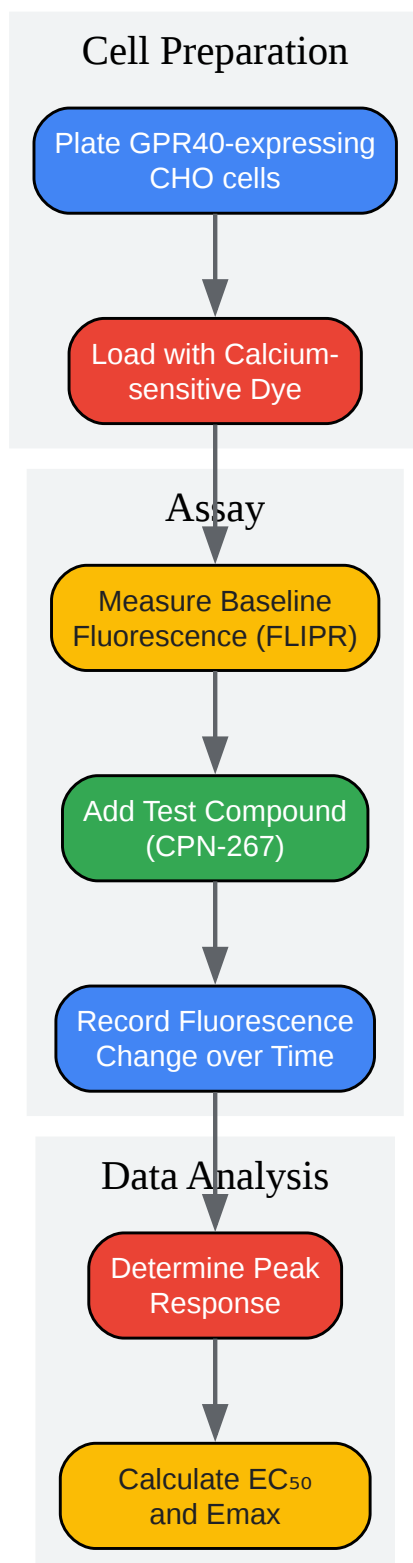 Cell Preparation
Plate GPR40-expressing
CHO cells
Load with Calcium-
sensitive Dye
Assay
Measure Baseline
Fluorescence (FLIPR)
Add Test Compound
(CPN-267)
Record Fluorescence
Change over Time
Data Analysis
Determine Peak
Response
Calculate EC₅₀
and Emax